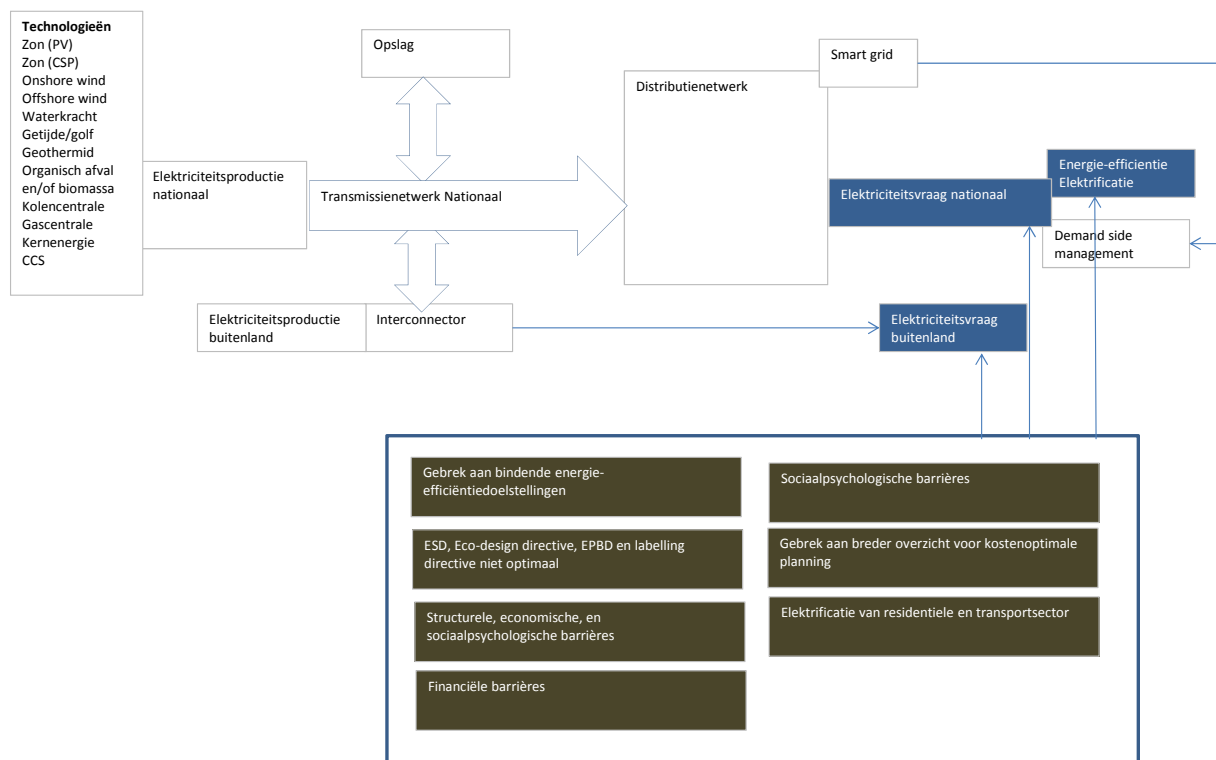 Technologieën
Zon (PV)
Zon (CSP)
Onshore wind
Offshore wind
Waterkracht
Getijde/golf
Geothermid
Organisch afval
en/of biomassa
Kolencentrale
Gascentrale
Kernenergie
CCS
Elektriciteitsproductie
nationaal
Opslag
Transmissienetwerk Nationaal
Distributienetwerk
Smart grid
Elektriciteitsvraag nationaal
Energie-efficientie
Elektrificatie
Demand side
management
Elektriciteitsproductie
buitenland
Interconnector
Elektriciteitsvraag
buitenland
Gebrek aan bindende energie-
efficiëntiedoelstellingen
ESD, Eco-design directive, EPBD en labelling
directive niet optimaal
Structurele, economische, en
sociaalpsychologische barrières
Financiële barrières
Sociaalpsychologische barrières
Gebrek aan breder overzicht voor kostenoptimale
planning
Elektrificatie van residentiele en transportsector